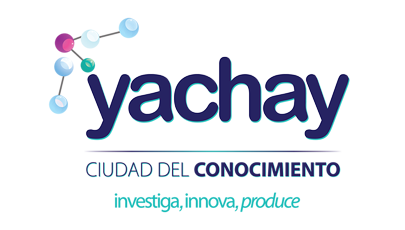 yachay
CIUDAD DEL CONOCIMIENTO
investiga, innova, produce